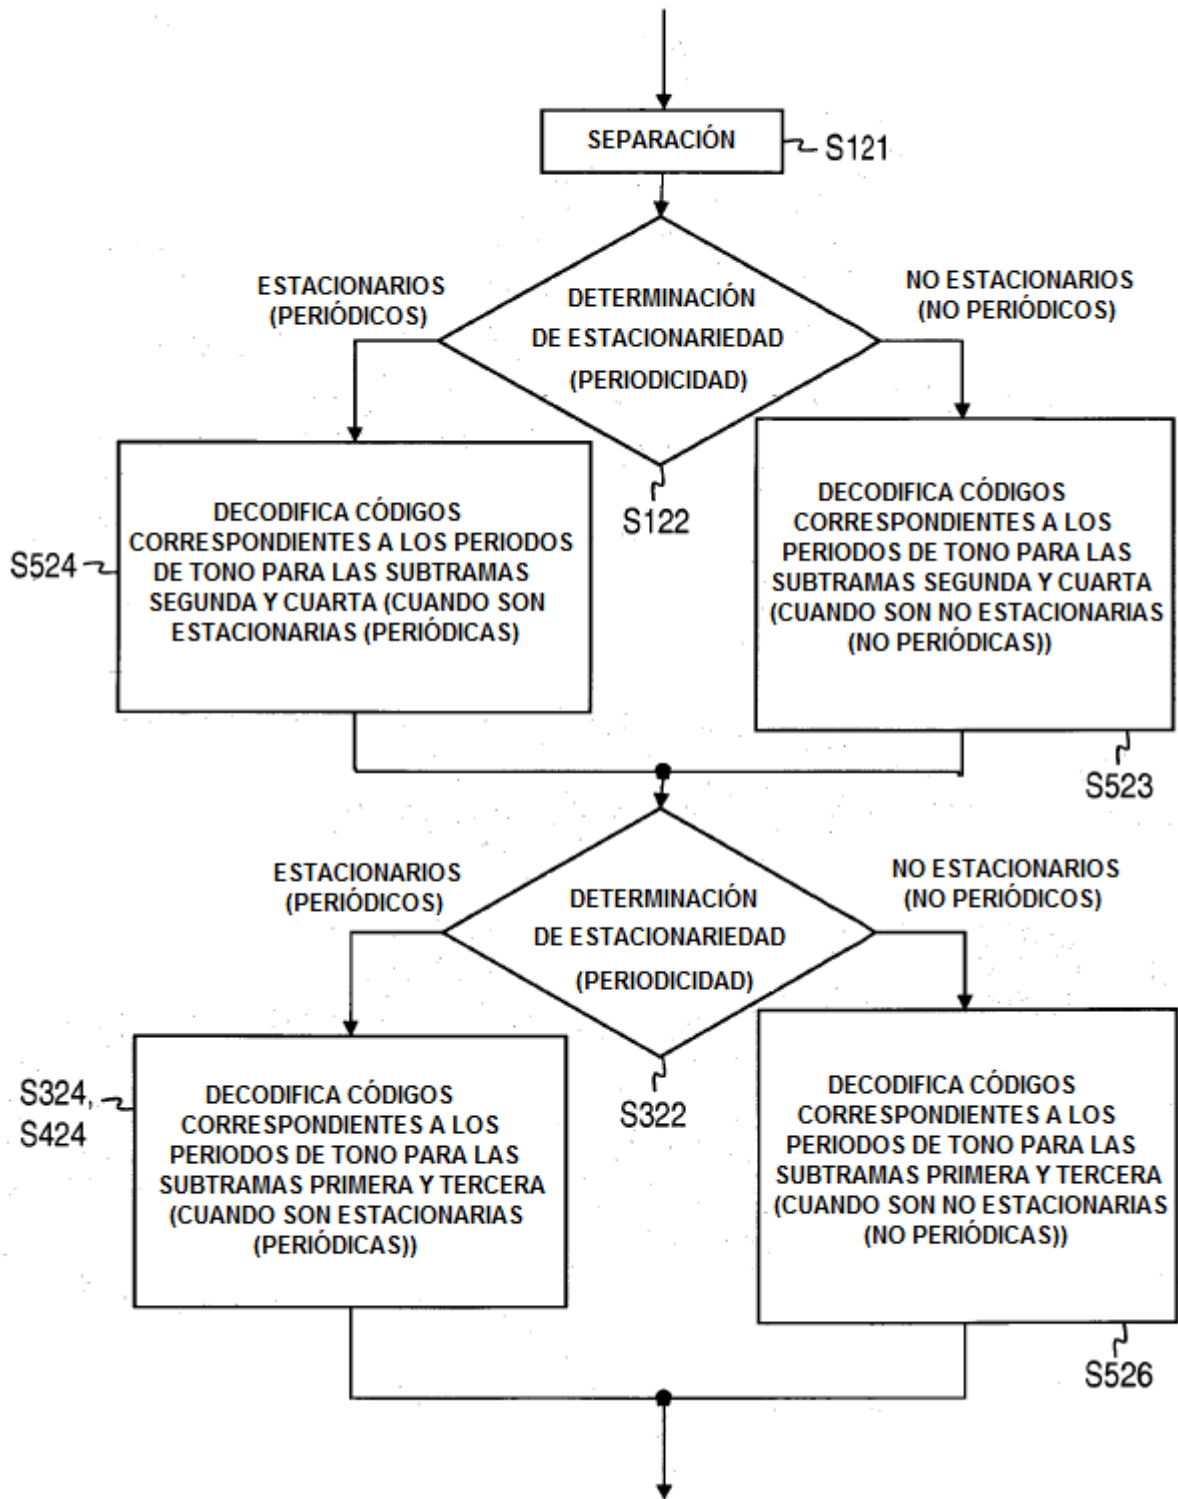 SEPARACIÓN
S121
ESTACIONARIOS
(PERIÓDICOS)
DETERMINACIÓN
DE ESTACIONARIEDAD
(PERIODICIDAD)
NO ESTACIONARIOS
(NO PERIÓDICOS)
S122
S524
DECODIFICA CÓDIGOS
CORRESPONDIENTES A LOS PERIODOS
DE TONO PARA LAS SUBTRAMAS
SEGUNDA Y CUARTA (CUANDO SON
ESTACIONARIAS (PERIÓDICAS)
DECODIFICA CÓDIGOS
CORRESPONDIENTES A LOS
PERIODOS DE TONO PARA LAS
SUBTRAMAS SEGUNDA Y CUARTA
(CUANDO SON NO ESTACIONARIAS
(NO PERIÓDICAS))
S523
ESTACIONARIOS
(PERIÓDICOS)
DETERMINACIÓN
DE ESTACIONARIEDAD
(PERIODICIDAD)
NO ESTACIONARIOS
(NO PERIÓDICOS)
S322
S324,
S424
DECODIFICA CÓDIGOS
CORRESPONDIENTES A LOS
PERIODOS DE TONO PARA LAS
SUBTRAMAS PRIMERA Y TERCERA
(CUANDO SON ESTACIONARIAS
(PERIÓDICAS))
DECODIFICA CÓDIGOS
CORRESPONDIENTES A LOS
PERIODOS DE TONO PARA LAS
SUBTRAMAS PRIMERA Y TERCERA
(CUANDO SON NO ESTACIONARIAS
(NO PERIÓDICAS))
S526